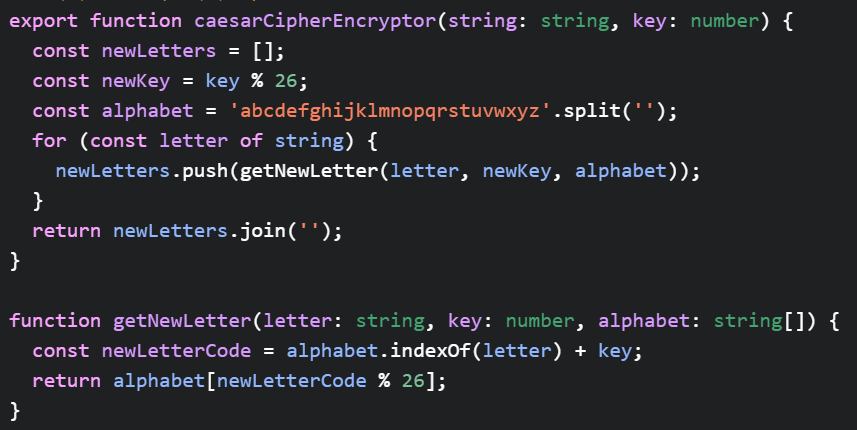 export function caesarCipherEncryptor(string: string, key: number) {
  const newLetters = [];
  const newKey = key % 26;
  const alphabet = 'abcdefghijklmnopqrstuvwxyz'.split('');
  for (const letter of string) {
    newLetters.push(getNewLetter(letter, newKey, alphabet));
  }
  return newLetters.join('');
}

function getNewLetter(letter: string, key: number, alphabet: string[]) {
  const newLetterCode = alphabet.indexOf(letter) + key;
  return alphabet[newLetterCode % 26];
}